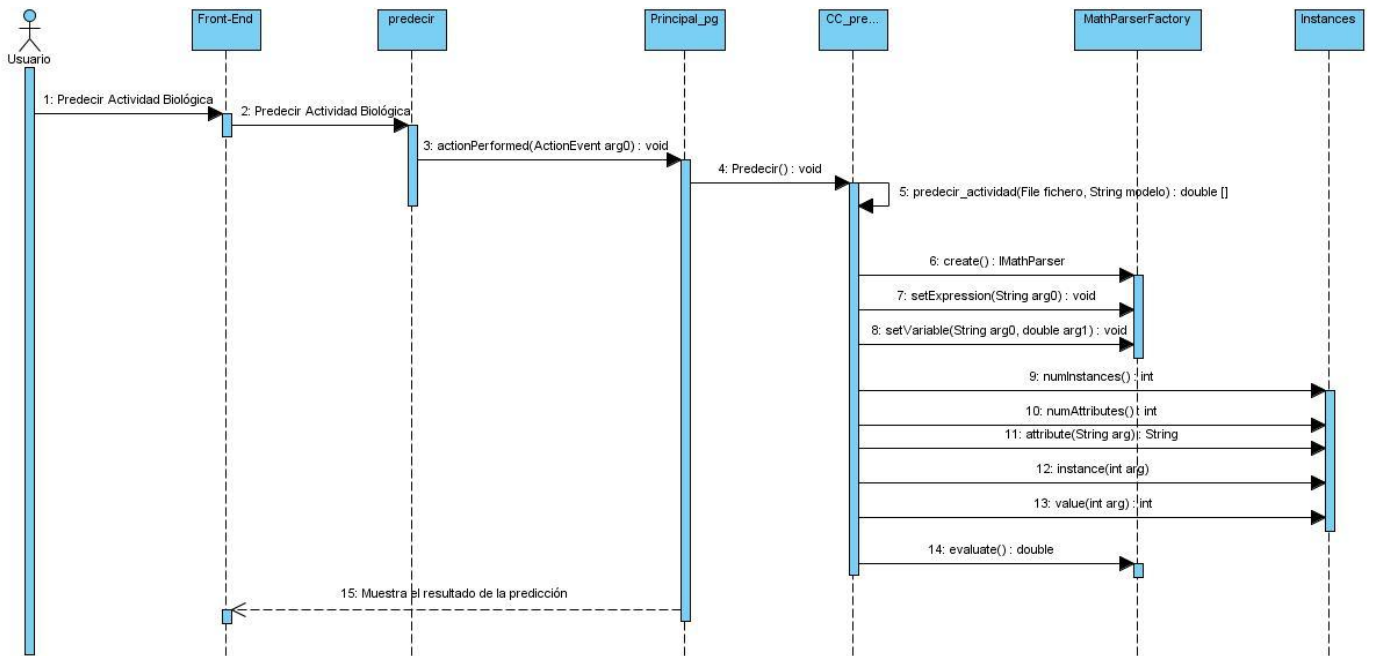 Front-End
predecir
Principal_pg
CC_pre...
MathParserFactory
Instances
Usuario
1: Predecir Actividad Biológica
2: Predecir Actividad Biológica
3: actionPerformed(ActionEvent arg0) : void
4: Predecir() : void
5: predecir_actividad(File fichero, String modelo) : double []
6: create() : IMathParser
7: setExpression(String arg0) : void
8: setVariable(String arg0, double arg1) : void
9: numInstances() : int
10: numAttributes() : int
11: attribute(String arg) : String
12: instance(int arg)
13: value(int arg) : int
14: evaluate() : double
15: Muestra el resultado de la predicción